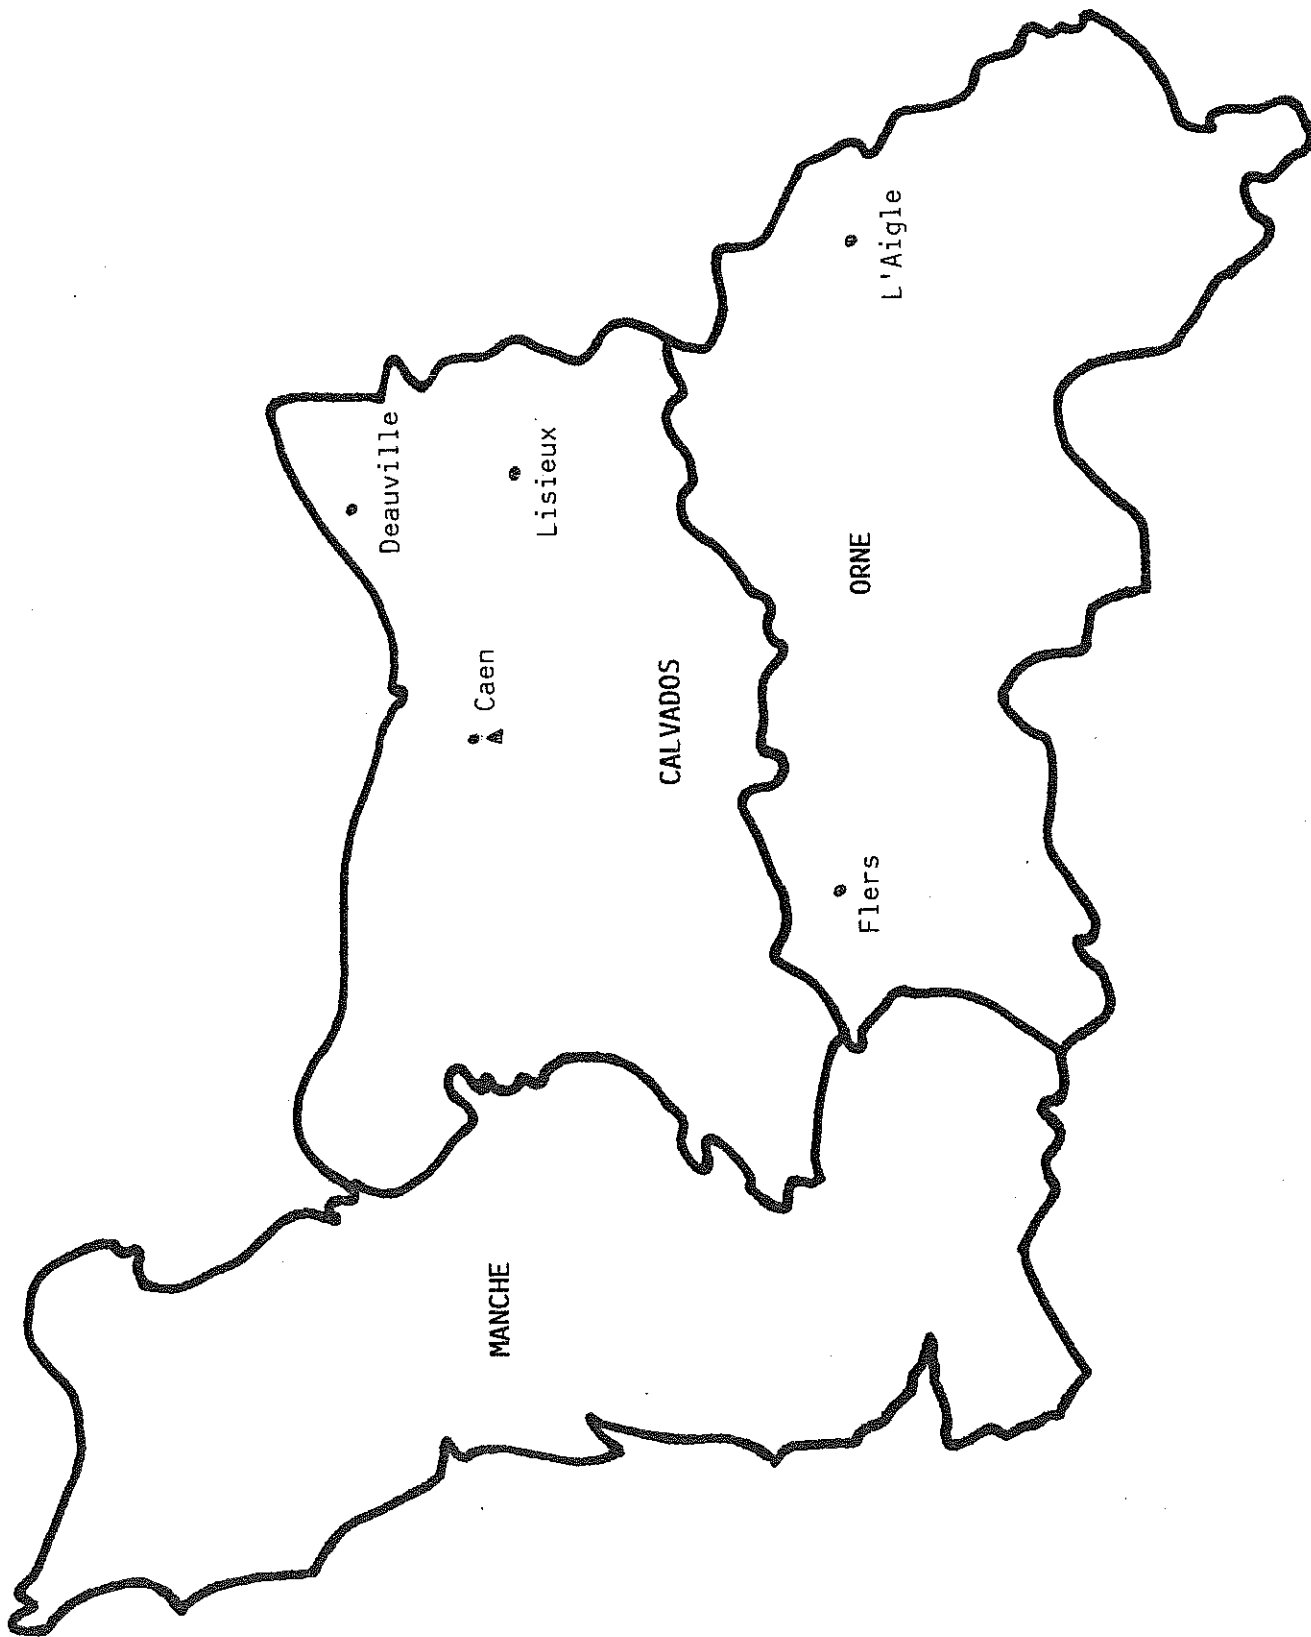 MANCHE
CALVADOS
Caen
Deauville
Lisieux
ORNE
Flers
L'Aigle